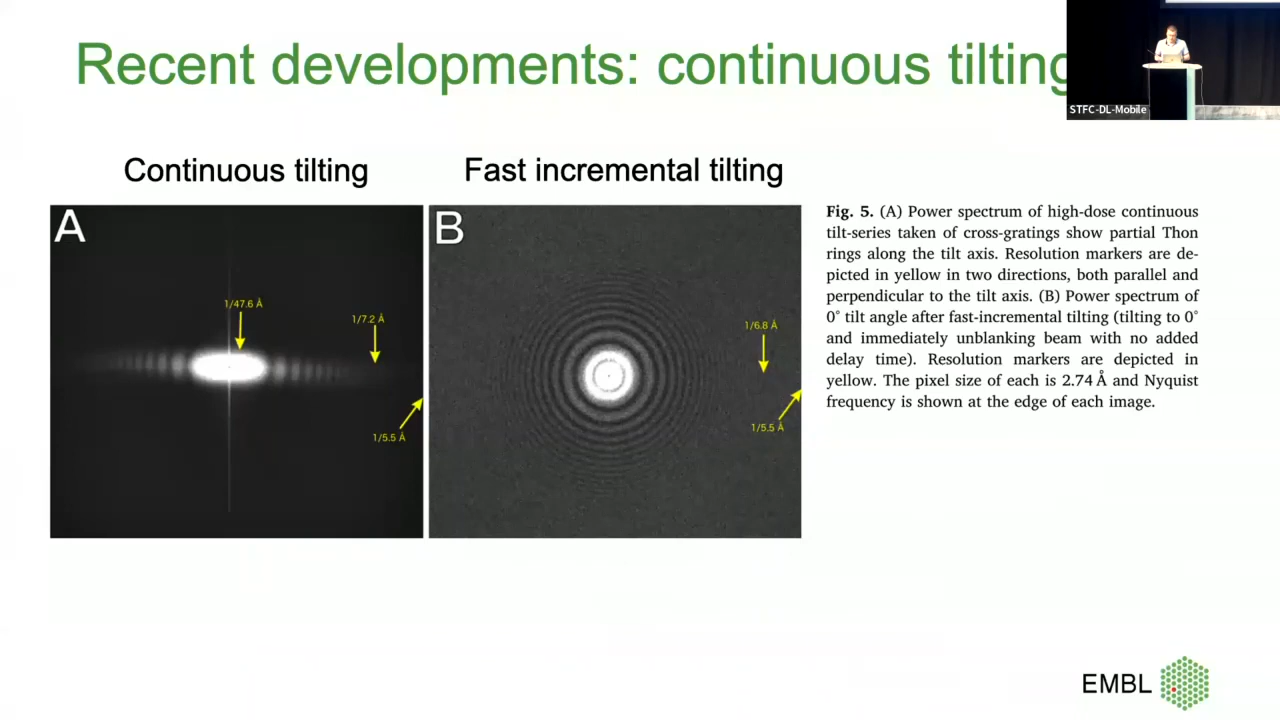 Recent developments: continuous tilting
STFC-DL-Mobile
Continuous tilting
Fast incremental tilting
A
1/47.6 Å
1/7.2 Å
1/5.5 Å
B
1/6.8 Å
1/5.5 Å
Fig. 5. (A) Power spectrum of high-dose continuous
tilt-series taken of cross-gratings show partial Thon
rings along the tilt axis. Resolution markers are de-
picted in yellow in two directions, both parallel and
perpendicular to the tilt axis. (B) Power spectrum of
0° tilt angle after fast-incremental tilting (tilting to 0°
and immediately unblanking beam with no added
delay time). Resolution markers are depicted in
yellow. The pixel size of each is 2.74 Å and Nyquist
frequency is shown at the edge of each image.
EMBL